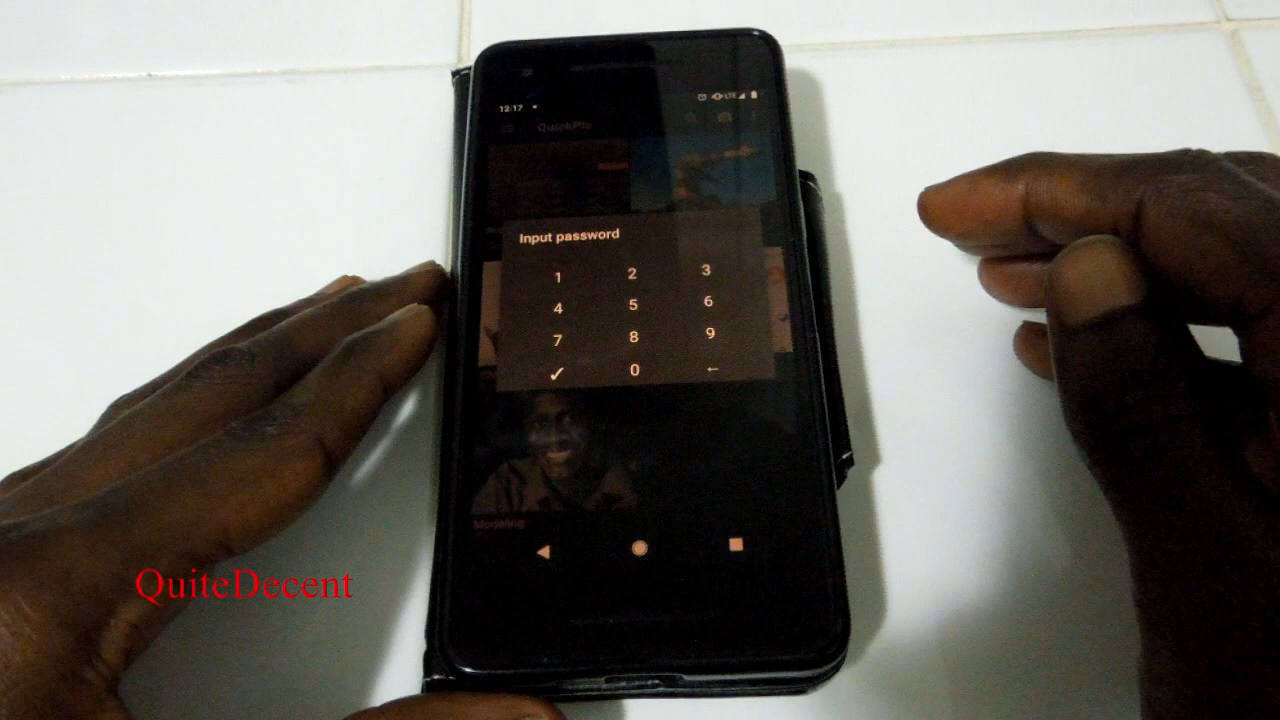 12:17
LTE
QuickPic
Input password
1 2 3
4 5 6
7 8 9
✓ 0 ←
Modeling
QuiteDecent